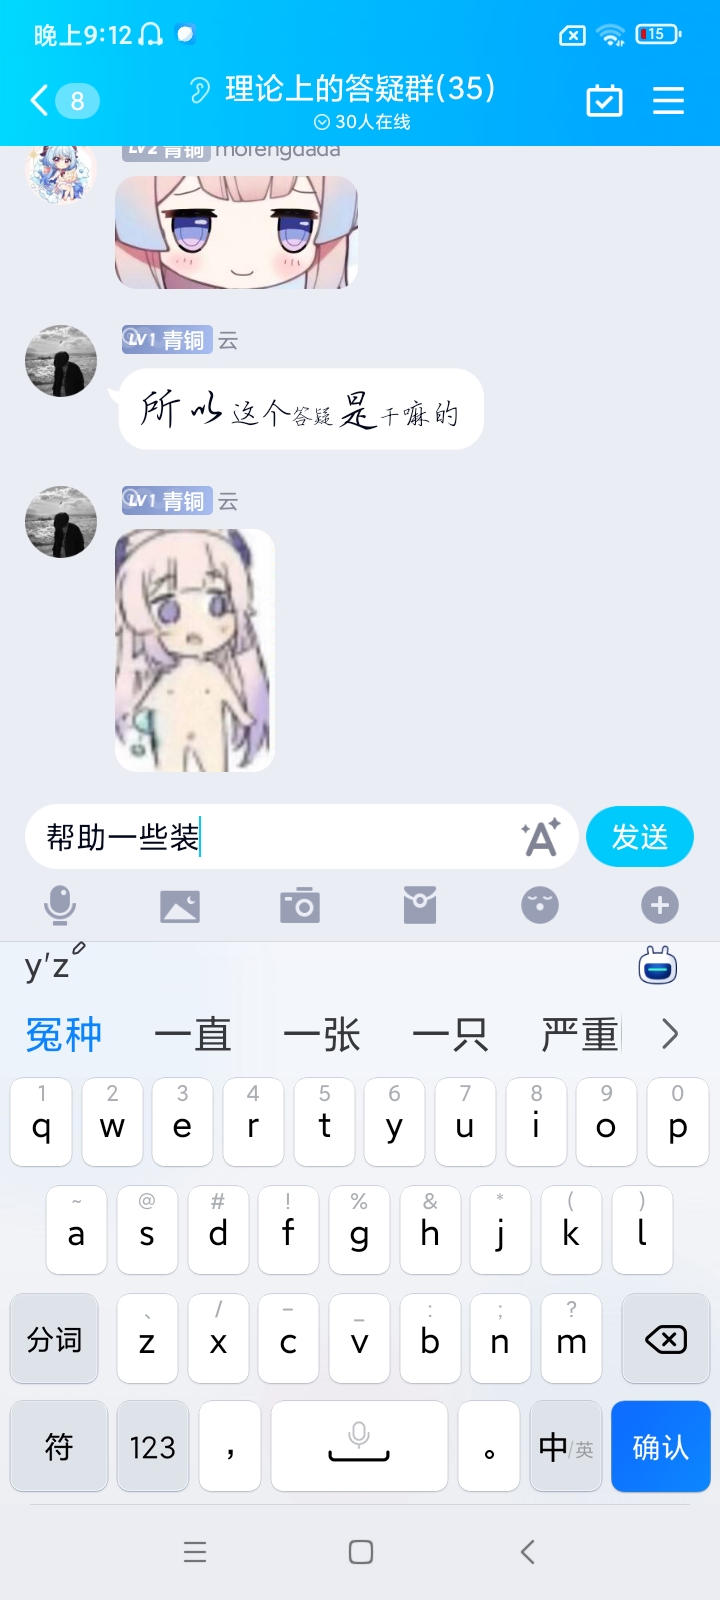 晚上9:12
15
8
理论上的答疑群(35)
30人在线
LV2 青铜 morengdada
LV1 青铜 云
所以这个答疑是干嘛的
LV1 青铜 云
帮助一些装
发送
y'z
冤种 一直 一张 一只 严重
1 2 3 4 5 6 7 8 9 0
q w e r t y u i o p
~ @ # ! % & * ( )
a s d f g h j k l
、 / - _ : ; ?
分词 z x c v b n m
符 123 ， 。 中/英 确认